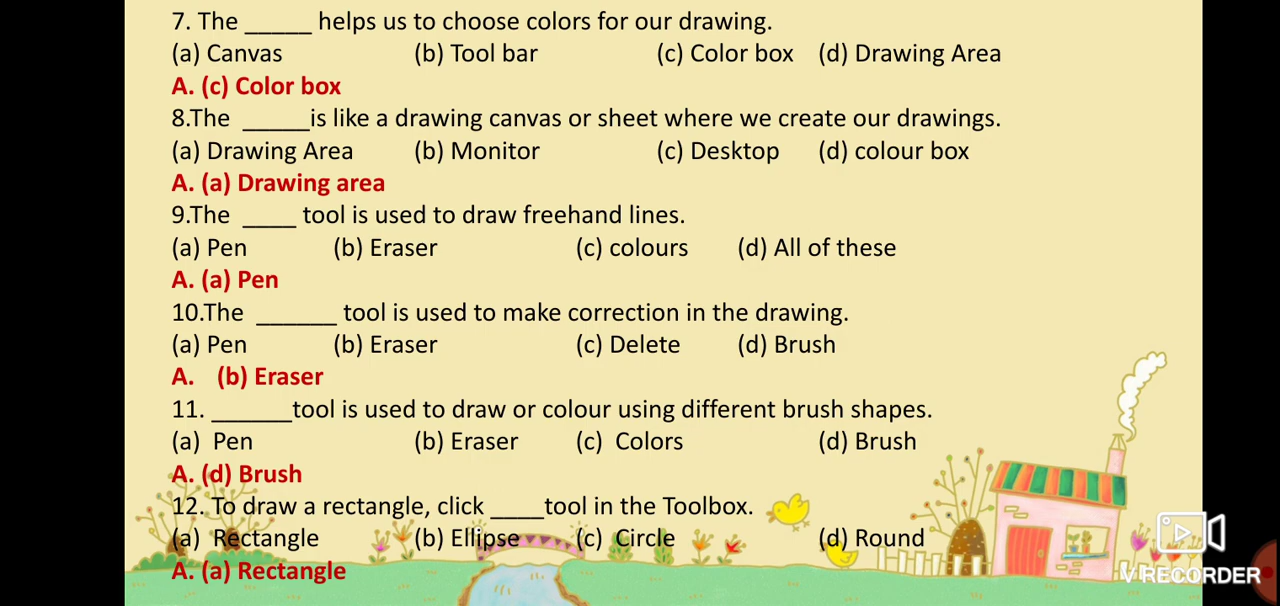 7. The _____ helps us to choose colors for our drawing.
(a) Canvas (b) Tool bar (c) Color box (d) Drawing Area
A. (c) Color box
8.The _____is like a drawing canvas or sheet where we create our drawings.
(a) Drawing Area (b) Monitor (c) Desktop (d) colour box
A. (a) Drawing area
9.The ____ tool is used to draw freehand lines.
(a) Pen (b) Eraser (c) colours (d) All of these
A. (a) Pen
10.The ______ tool is used to make correction in the drawing.
(a) Pen (b) Eraser (c) Delete (d) Brush
A. (b) Eraser
11. ______tool is used to draw or colour using different brush shapes.
(a) Pen (b) Eraser (c) Colors (d) Brush
A. (d) Brush
12. To draw a rectangle, click ____tool in the Toolbox.
(a) Rectangle (b) Ellipse (c) Circle (d) Round
A. (a) Rectangle
V RECORDER